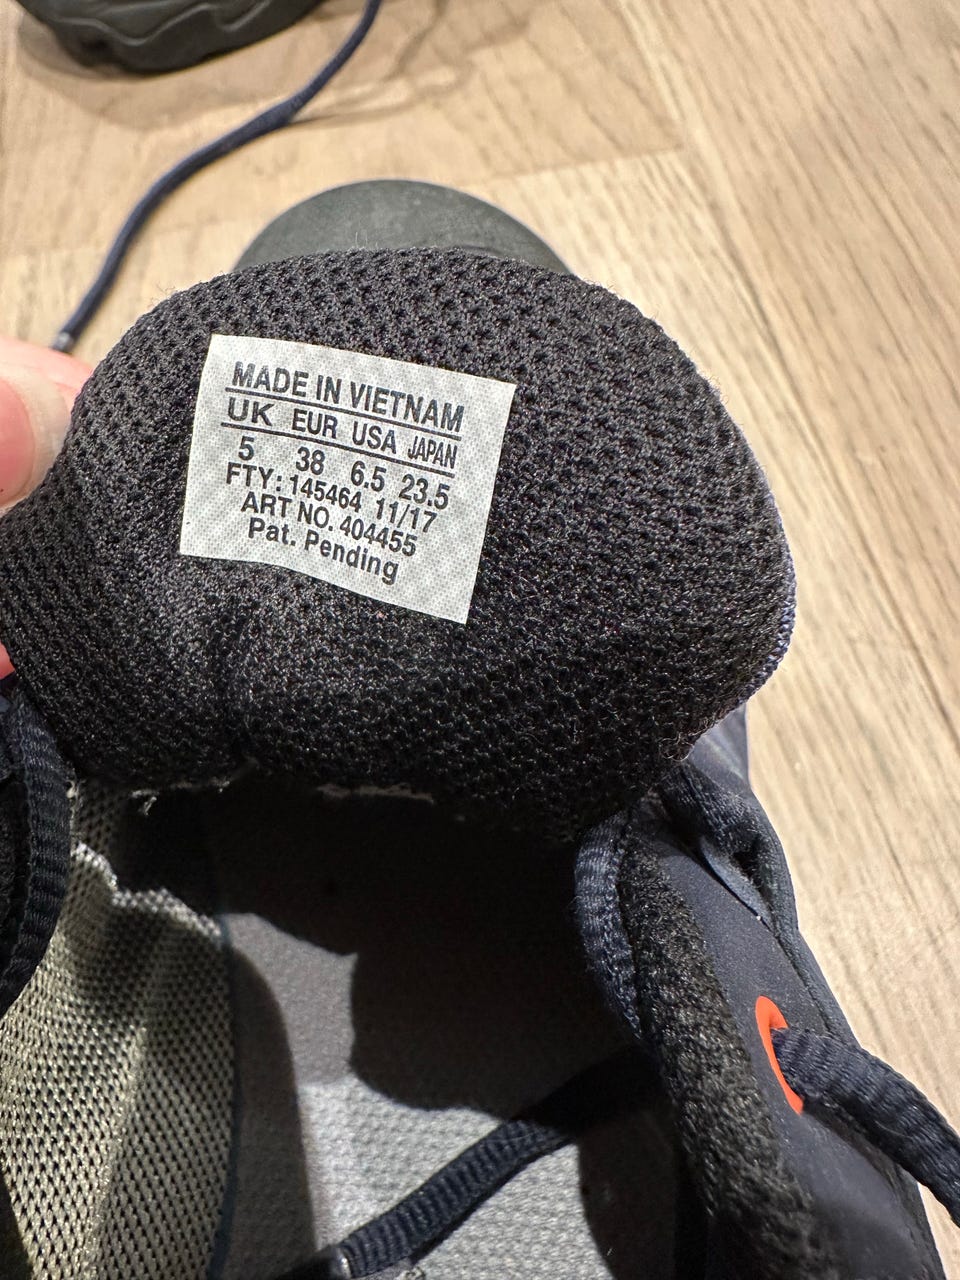 MADE IN VIETNAM
UK EUR USA JAPAN
5 38 6.5 23.5
FTY: 145464 11/17
ART NO. 404455
Pat. Pending